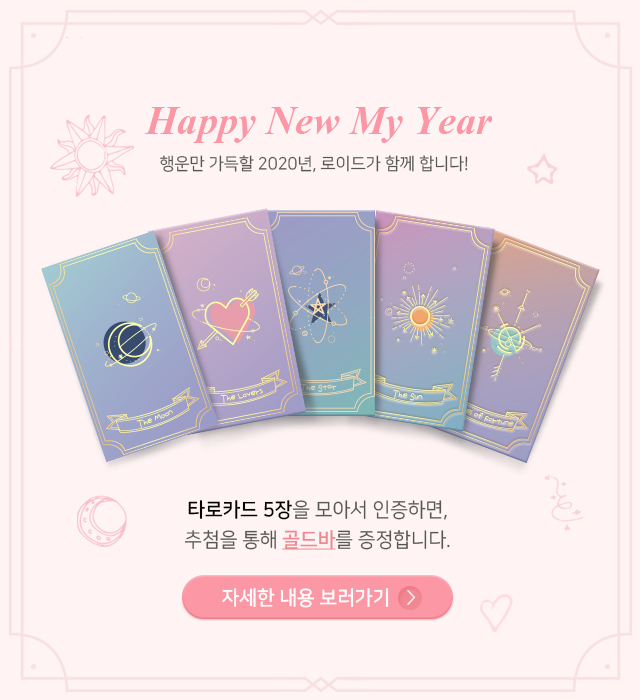 Happy New My Year
행운만 가득할 2020년, 로이드가 함께 합니다!
The Moon
The Lovers
The Star
The Sun
of Fortune
타로카드 5장을 모아서 인증하면,
추첨을 통해 골드바를 증정합니다.
자세한 내용 보러가기